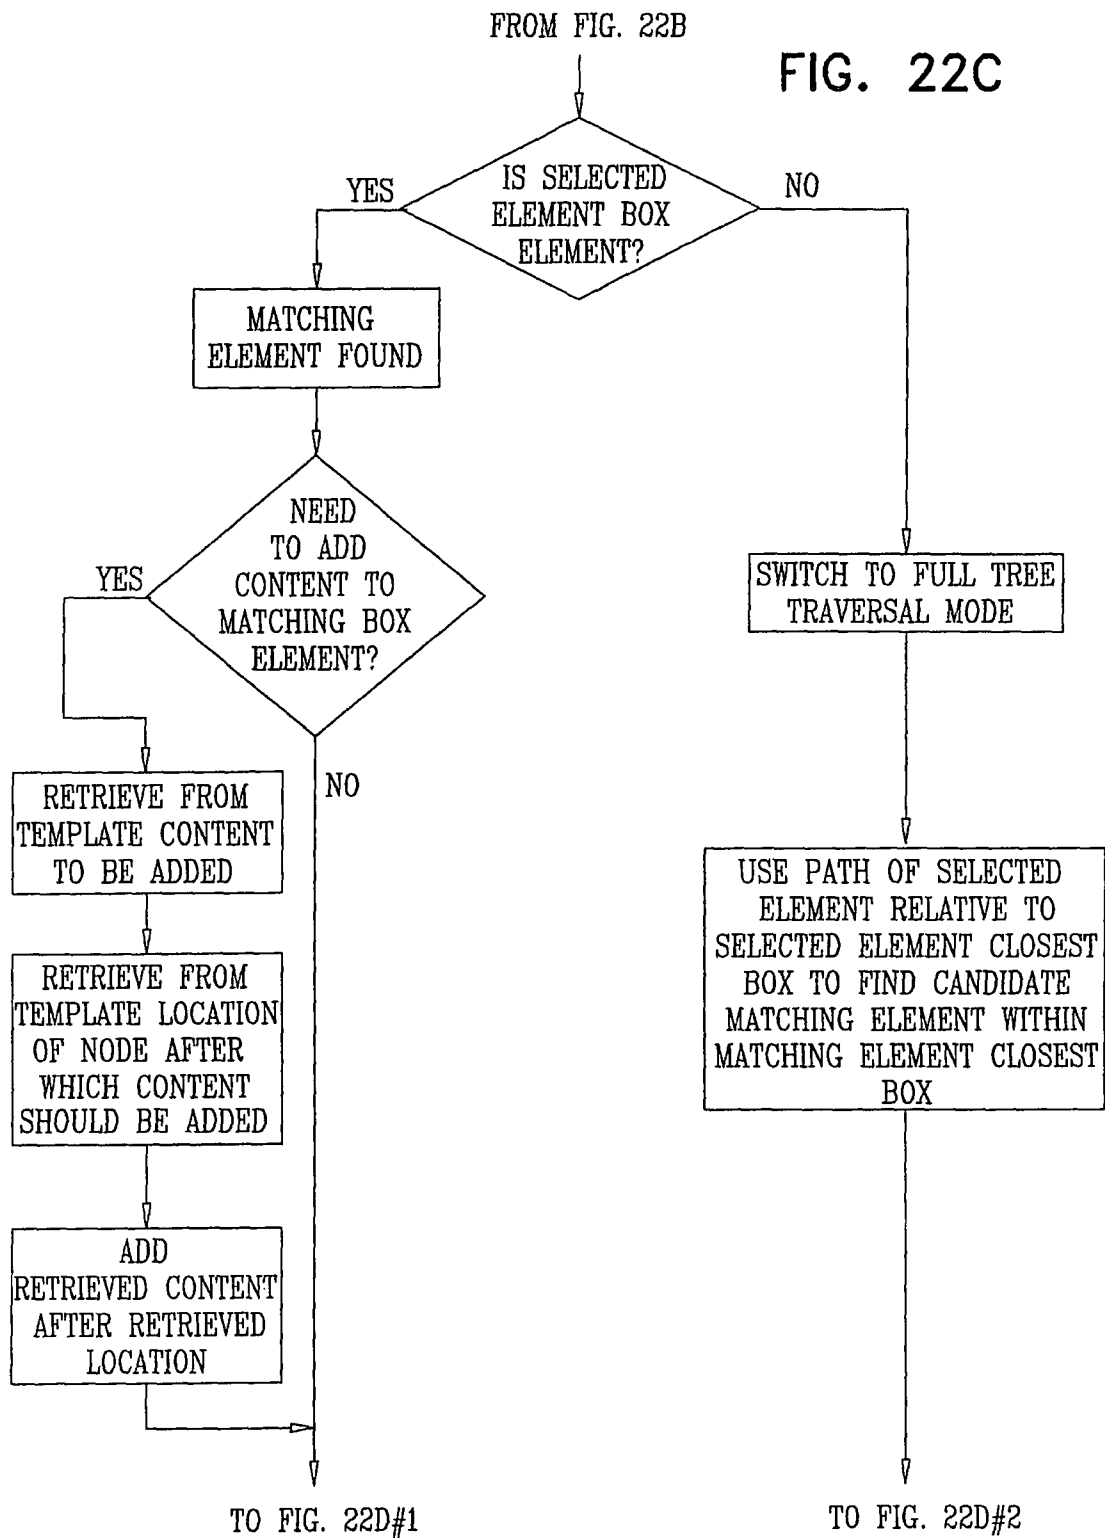 FROM FIG. 22B
FIG. 22C
IS SELECTED
ELEMENT BOX
ELEMENT?
YES
NO
MATCHING
ELEMENT FOUND
NEED
TO ADD
CONTENT TO
MATCHING BOX
ELEMENT?
YES
NO
RETRIEVE FROM
TEMPLATE CONTENT
TO BE ADDED
RETRIEVE FROM
TEMPLATE LOCATION
OF NODE AFTER
WHICH CONTENT
SHOULD BE ADDED
ADD
RETRIEVED CONTENT
AFTER RETRIEVED
LOCATION
TO FIG. 22D#1
SWITCH TO FULL TREE
TRAVERSAL MODE
USE PATH OF SELECTED
ELEMENT RELATIVE TO
SELECTED ELEMENT CLOSEST
BOX TO FIND CANDIDATE
MATCHING ELEMENT WITHIN
MATCHING ELEMENT CLOSEST
BOX
TO FIG. 22D#2